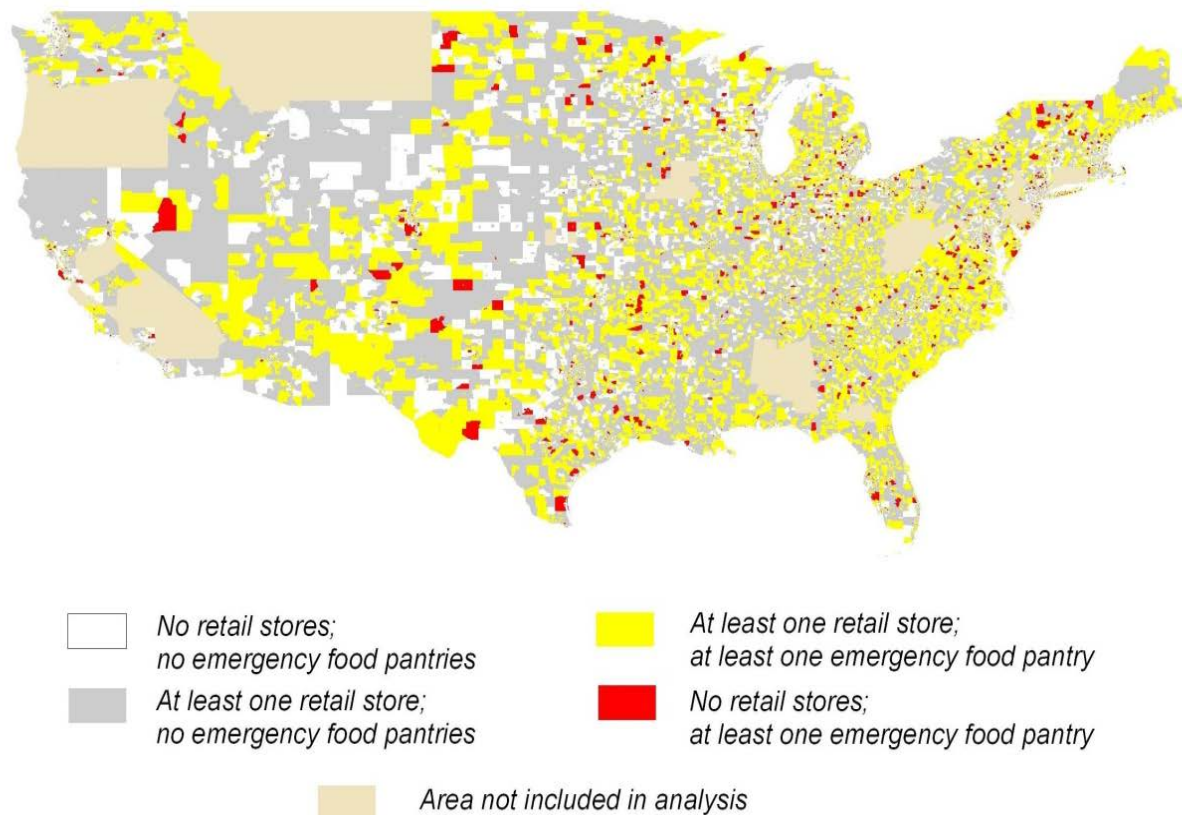 No retail stores;
no emergency food pantries
At least one retail store;
no emergency food pantries
At least one retail store;
at least one emergency food pantry
No retail stores;
at least one emergency food pantry
Area not included in analysis